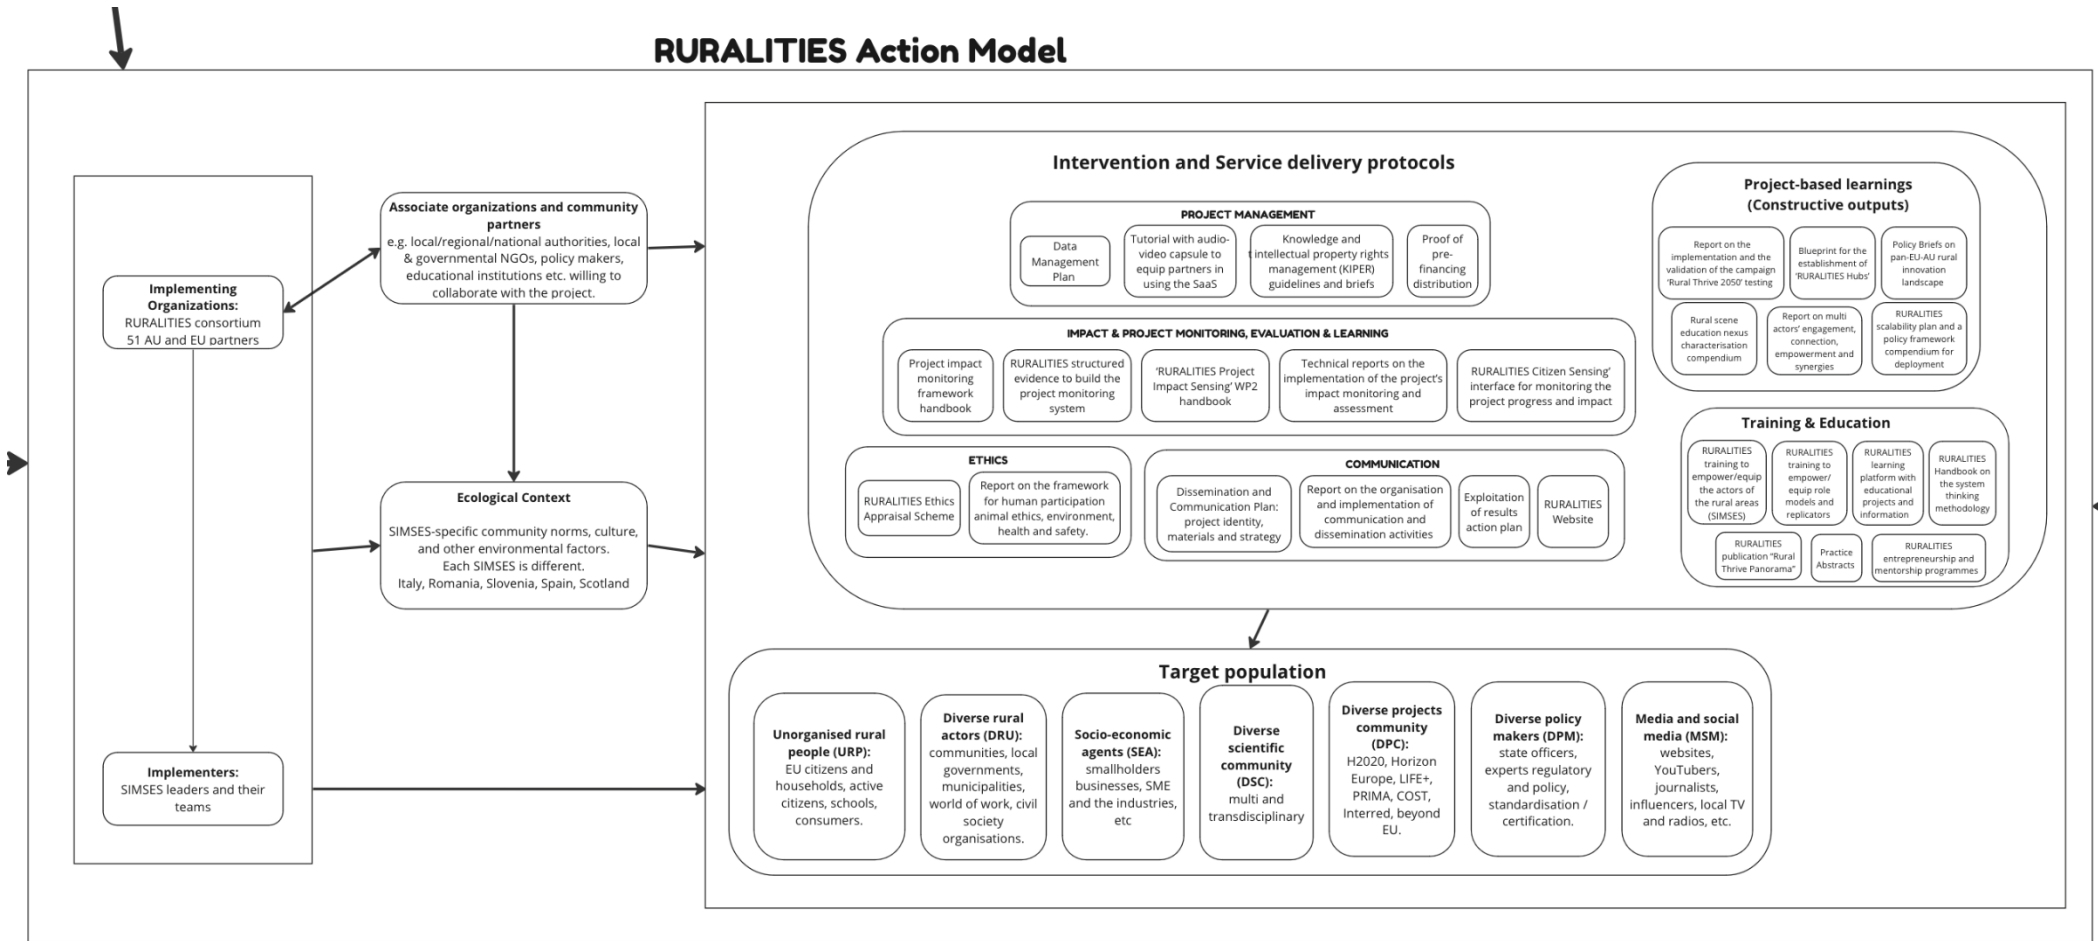 RURALITIES Action Model
Implementing
Organizations:
RURALITIES consortium
51 AU and EU partners
Implementers:
SIMSES leaders and their
teams
Associate organizations and community
partners
e.g. local/regional/national authorities, local
& governmental NGOs, policy makers,
educational institutions etc. willing to
collaborate with the project.
Ecological Context
SIMSES-specific community norms, culture,
and other environmental factors.
Each SIMSES is different.
Italy, Romania, Slovenia, Spain, Scotland
Intervention and Service delivery protocols
PROJECT MANAGEMENT
Data
Management
Plan
Tutorial with audio-
video capsule to
equip partners in
using the SaaS
Knowledge and
intellectual property rights
management (KIPER)
guidelines and briefs
Proof of
pre-
financing
distribution
IMPACT & PROJECT MONITORING, EVALUATION & LEARNING
Project impact
monitoring
framework
handbook
RURALITIES structured
evidence to build the
project monitoring
system
‘RURALITIES Project
Impact Sensing’ WP2
handbook
Technical reports on the
implementation of the project’s
impact monitoring and
assessment
RURALITIES Citizen Sensing’
interface for monitoring the
project progress and impact
ETHICS
RURALITIES Ethics
Appraisal Scheme
Report on the framework
for human participation
animal ethics, environment,
health and safety.
COMMUNICATION
Dissemination and
Communication Plan:
project identity,
materials and strategy
Report on the organisation
and implementation of
communication and
dissemination activities
Exploitation
of results
action plan
RURALITIES
Website
Project-based learnings
(Constructive outputs)
Report on the
implementation and the
validation of the campaign
‘Rural Thrive 2050’ testing
Blueprint for the
establishment of
‘RURALITIES Hubs’
Policy Briefs on
pan-EU-AU rural
innovation
landscape
Rural scene
education nexus
characterisation
compendium
Report on multi
actors’ engagement,
connection,
empowerment and
synergies
RURALITIES
scalability plan and a
policy framework
compendium for
deployment
Training & Education
RURALITIES
training to
empower/equip
the actors of
the rural areas
(SIMSES)
RURALITIES
training to
empower/
equip role
models and
replicators
RURALITIES
learning
platform with
educational
projects and
information
RURALITIES
Handbook on
the system
thinking
methodology
RURALITIES
publication “Rural
Thrive Panorama”
Practice
Abstracts
RURALITIES
entrepreneurship and
mentorship programmes
Target population
Unorganised rural
people (URP):
EU citizens and
households, active
citizens, schools,
consumers.
Diverse rural
actors (DRU):
communities, local
governments,
municipalities,
world of work, civil
society
organisations.
Socio-economic
agents (SEA):
smallholders
businesses, SME
and the industries,
etc
Diverse
scientific
community
(DSC):
multi and
transdisciplinary
Diverse projects
community
(DPC):
H2020, Horizon
Europe, LIFE+,
PRIMA, COST,
Interred, beyond
EU.
Diverse policy
makers (DPM):
state officers,
experts regulatory
and policy,
standardisation /
certification.
Media and social
media (MSM):
websites,
YouTubers,
journalists,
influencers, local TV
and radios, etc.